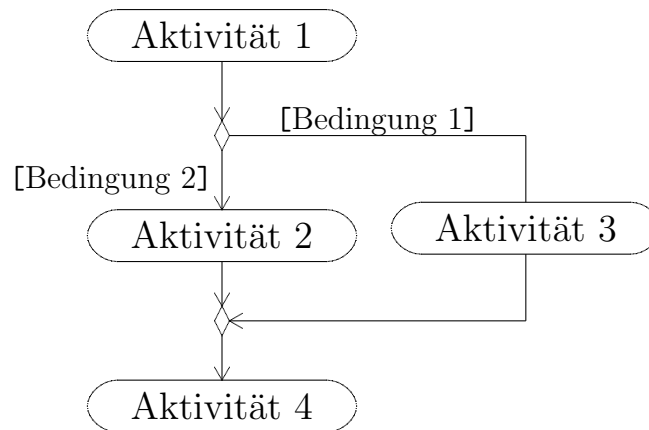 Aktivität 1
[Bedingung 1]
[Bedingung 2]
Aktivität 2
Aktivität 3
Aktivität 4